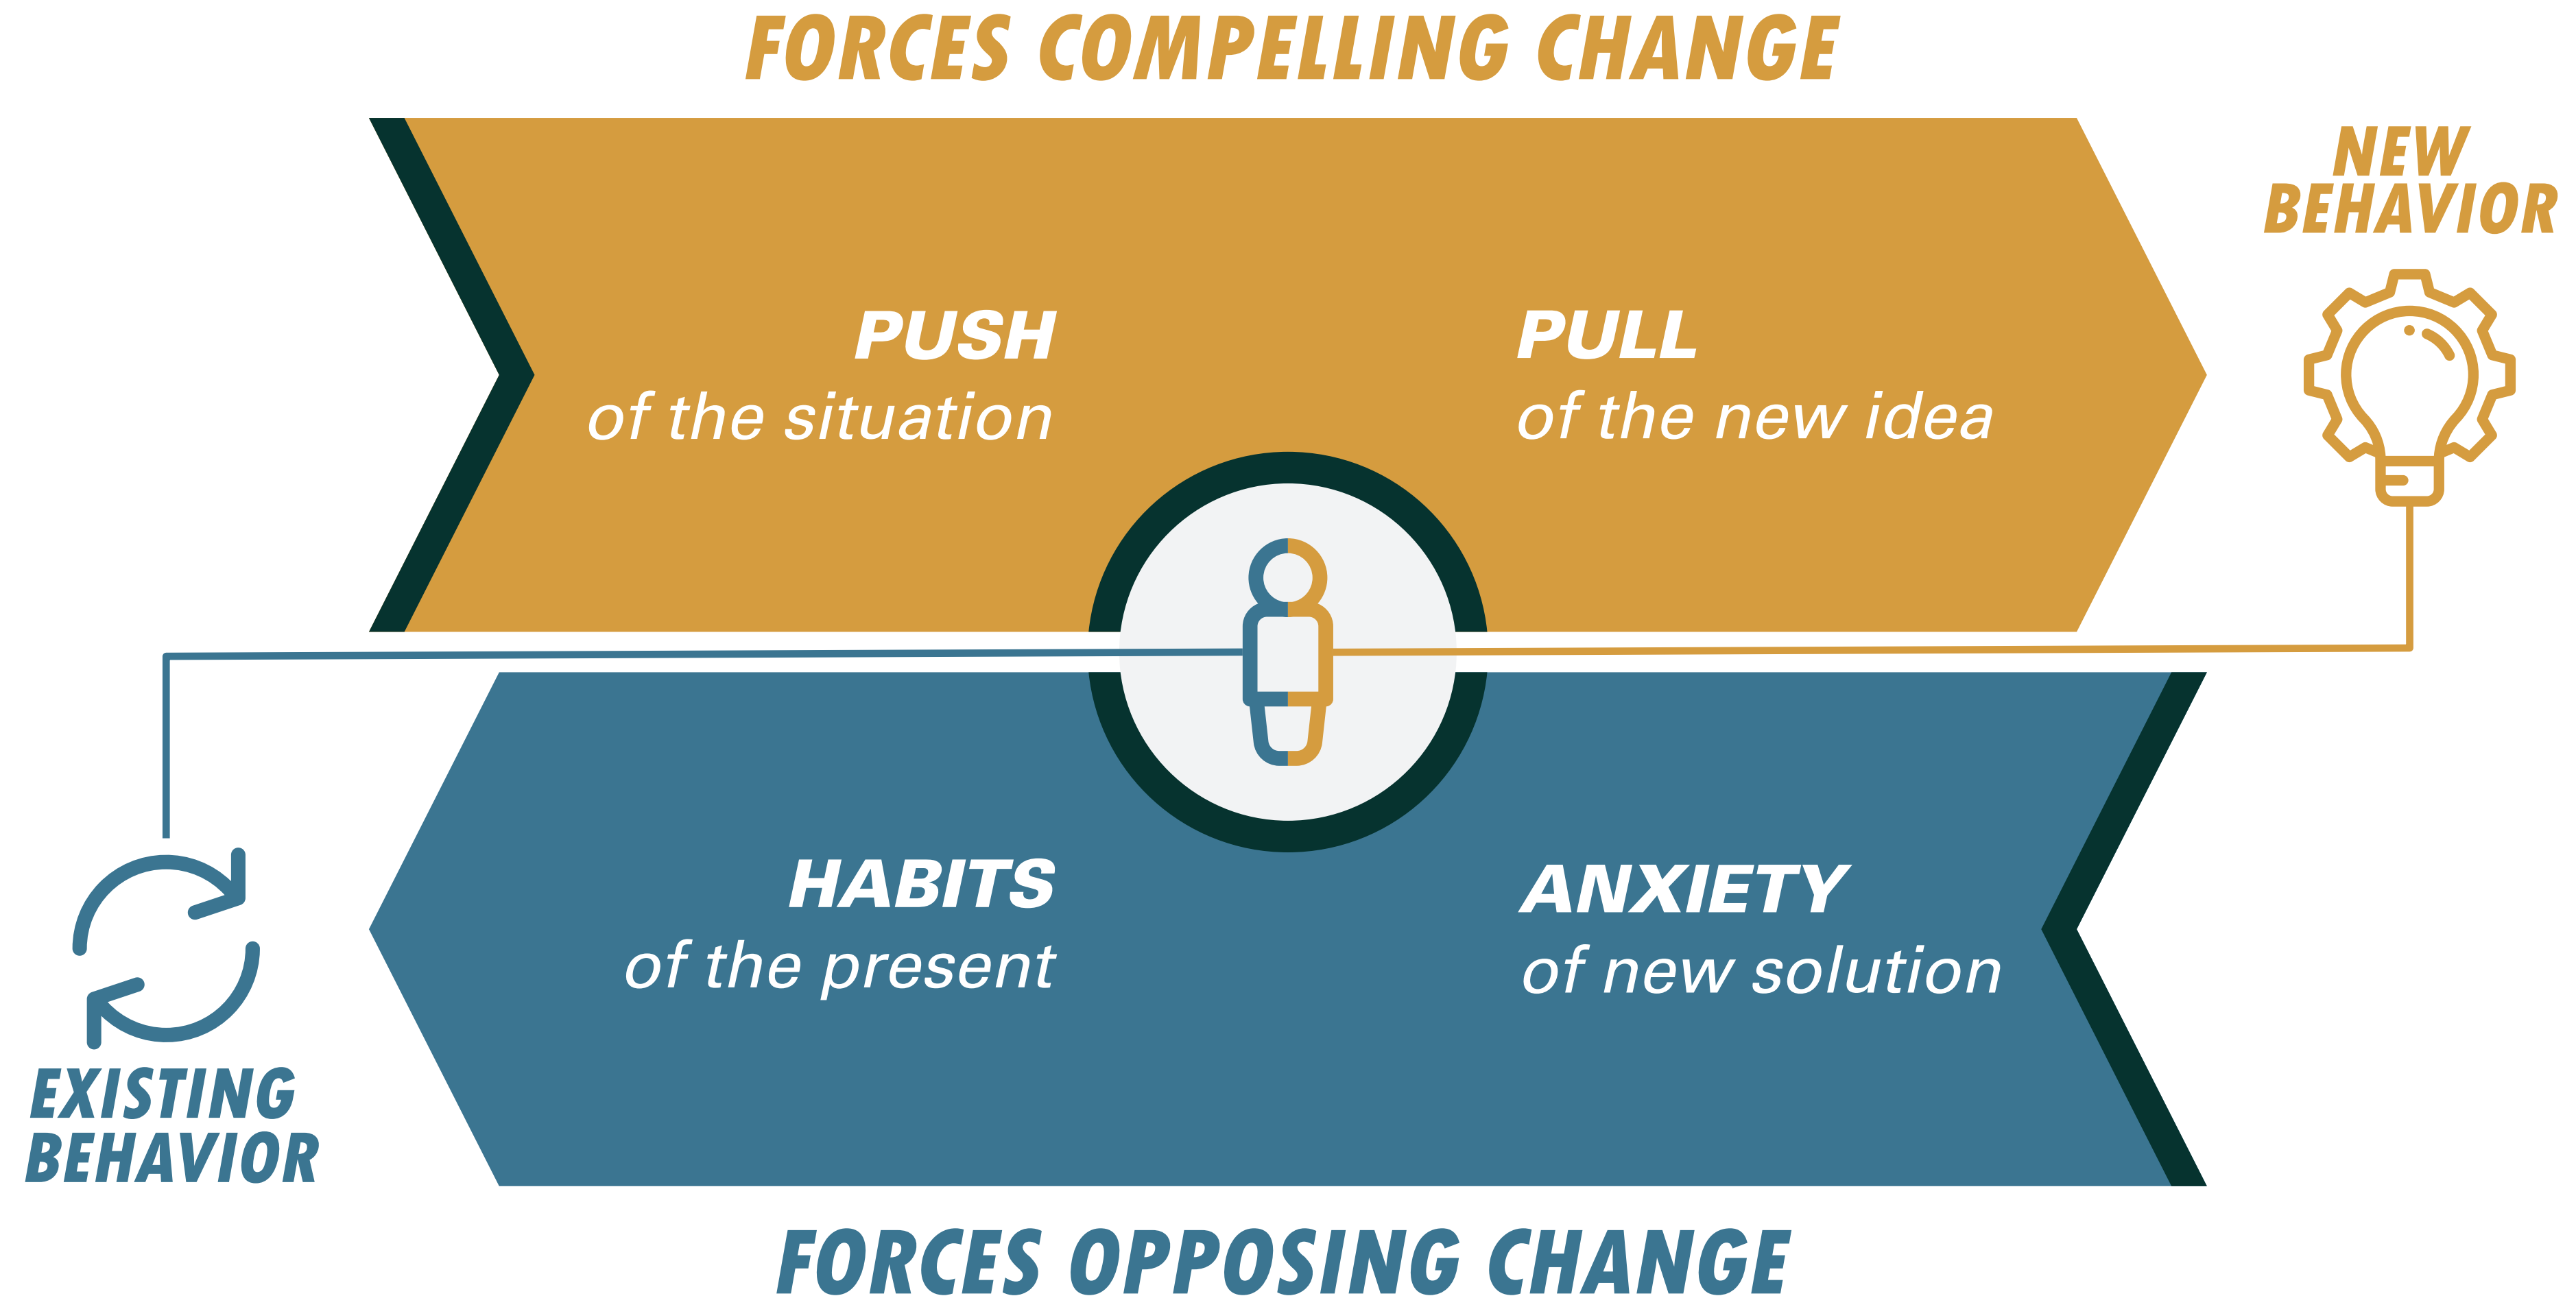 FORCES COMPELLING CHANGE
NEW
BEHAVIOR
PUSH
of the situation
PULL
of the new idea
HABITS
of the present
ANXIETY
of new solution
EXISTING
BEHAVIOR
FORCES OPPOSING CHANGE